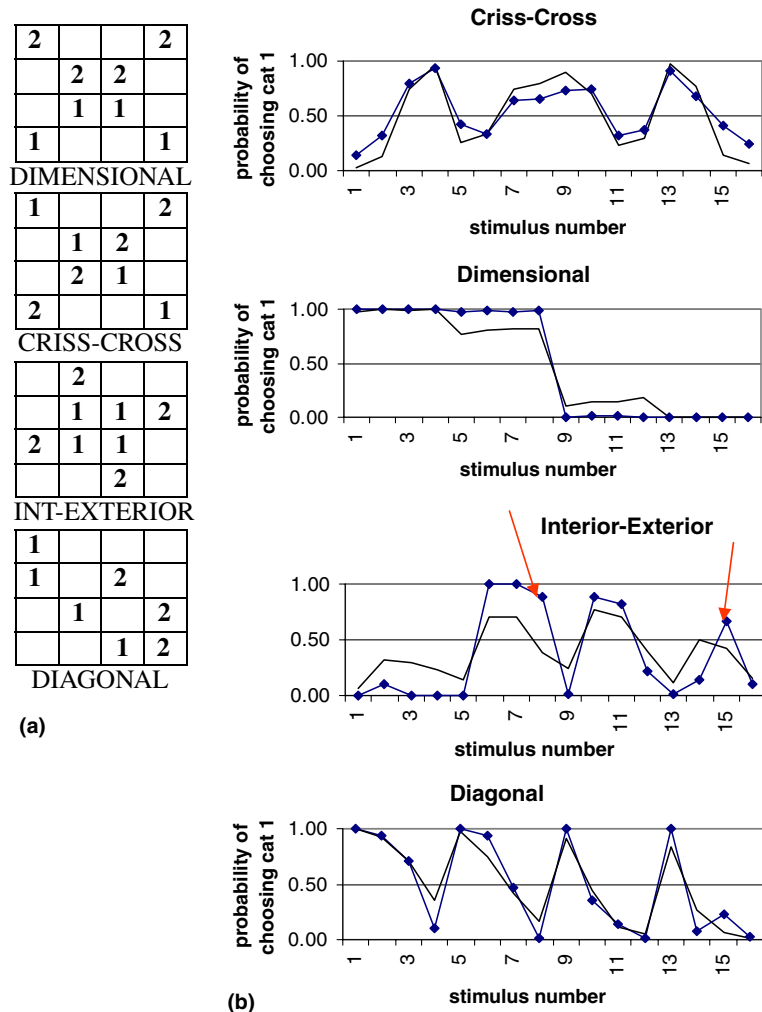 2 2
2 2
1 1
1 1
DIMENSIONAL
1 2
1 2
2 1
2 1
CRISS-CROSS
2
1 1 2
2 1 1
2
INT-EXTERIOR
1
1 2
1 2
1 2
DIAGONAL
(a)
Criss-Cross
probability of
choosing cat 1
1.00
0.50
0.00
1 3 5 7 9 11 13 15
stimulus number
Dimensional
probability of
choosing cat 1
1.00
0.50
0.00
1 3 5 7 9 11 13 15
stimulus number
Interior-Exterior
probability of
choosing cat 1
1.00
0.50
0.00
1 3 5 7 9 11 13 15
stimulus number
Diagonal
probability of
choosing cat 1
1.00
0.50
0.00
1 3 5 7 9 11 13 15
stimulus number
(b)